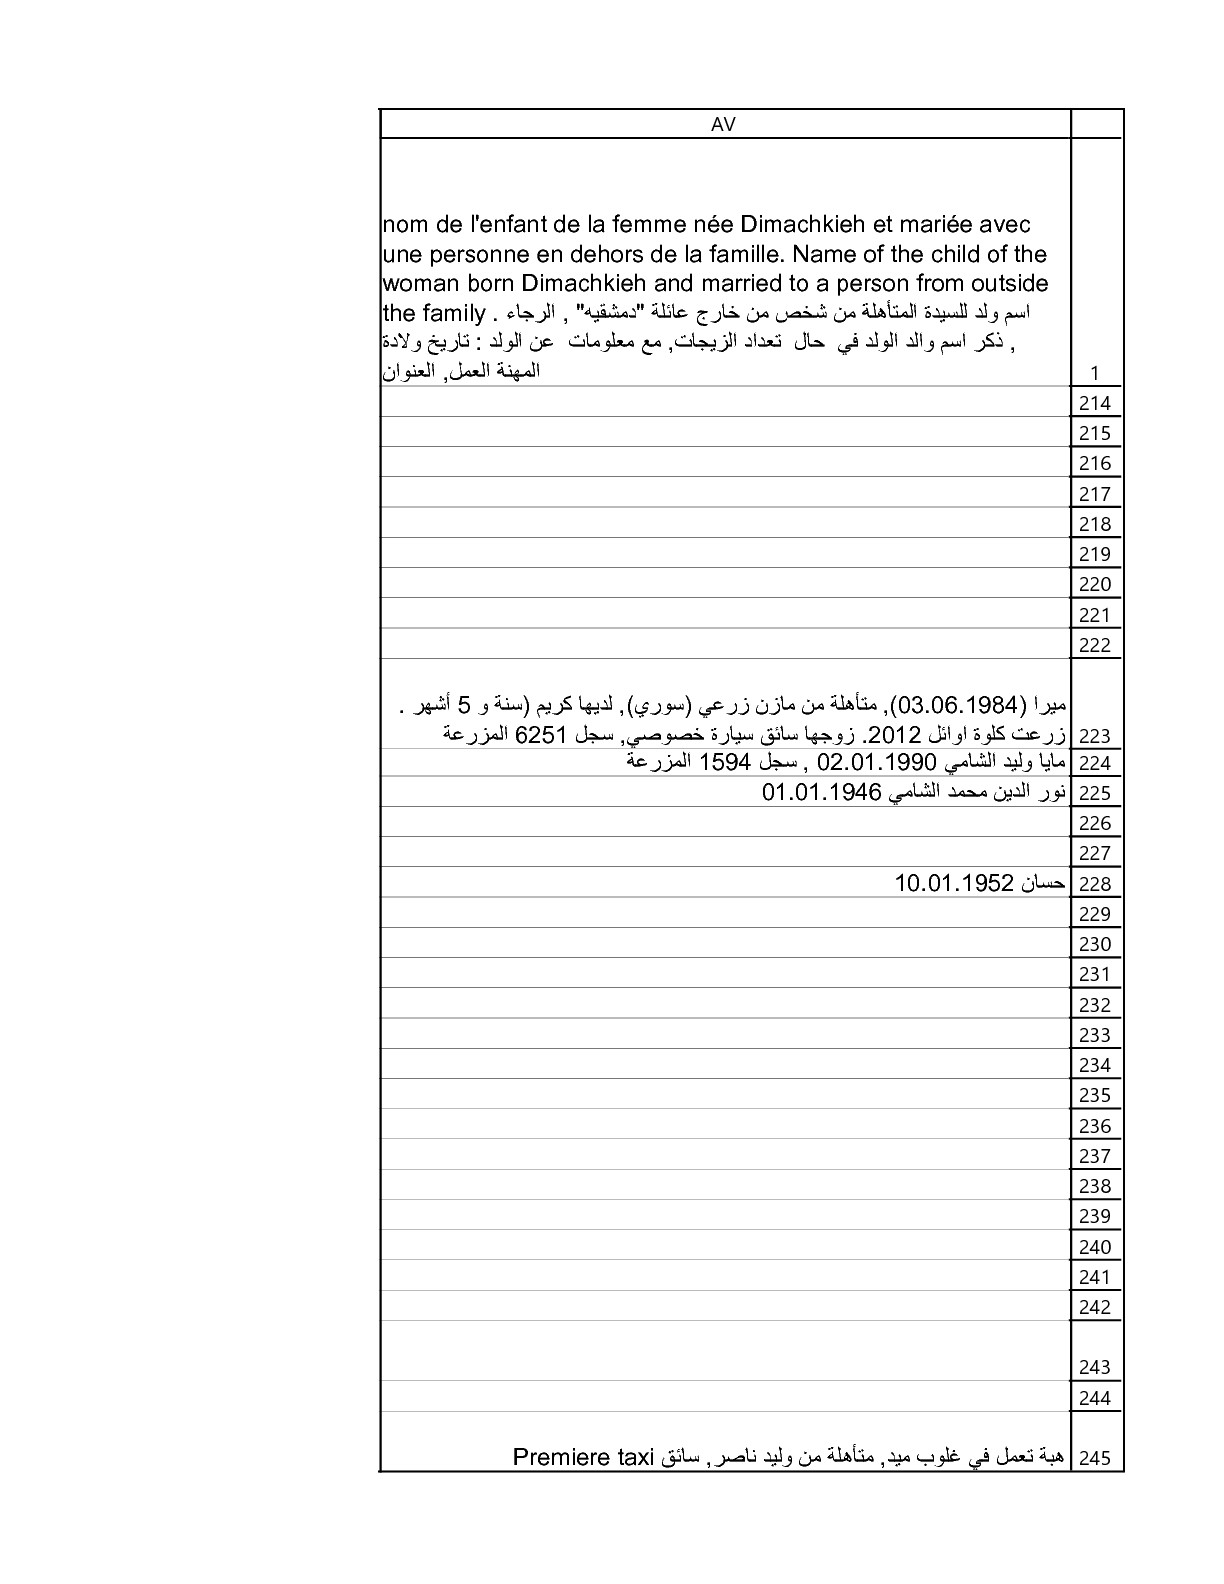 AV
nom de l'enfant de la femme née Dimachkieh et mariée avec
une personne en dehors de la famille. Name of the child of the
woman born Dimachkieh and married to a person from outside
the family . اسم ولد للسيدة المتأهلة من شخص من خارج عائلة "دمشقيه" , الرجاء
ذكر اسم والد الولد في حال تعداد الزيجات, مع معلومات عن الولد : تاريخ ولادة ,
المهنة العمل, العنوان
1
214
215
216
217
218
219
220
221
222
ميرا (03.06.1984), متأهلة من مازن زرعي (سوري), لديها كريم (سنة و 5 أشهر .
زرعت كلوة اوائل 2012. زوجها سائق سيارة خصوصي, سجل 6251 المزرعة 223
مايا وليد الشامي 02.01.1990 , سجل 1594 المزرعة 224
نور الدين محمد الشامي 01.01.1946 225
226
227
حسان 10.01.1952 228
229
230
231
232
233
234
235
236
237
238
239
240
241
242
243
244
هبة تعمل في غلوب ميد, متأهلة من وليد ناصر, سائق Premiere taxi 245